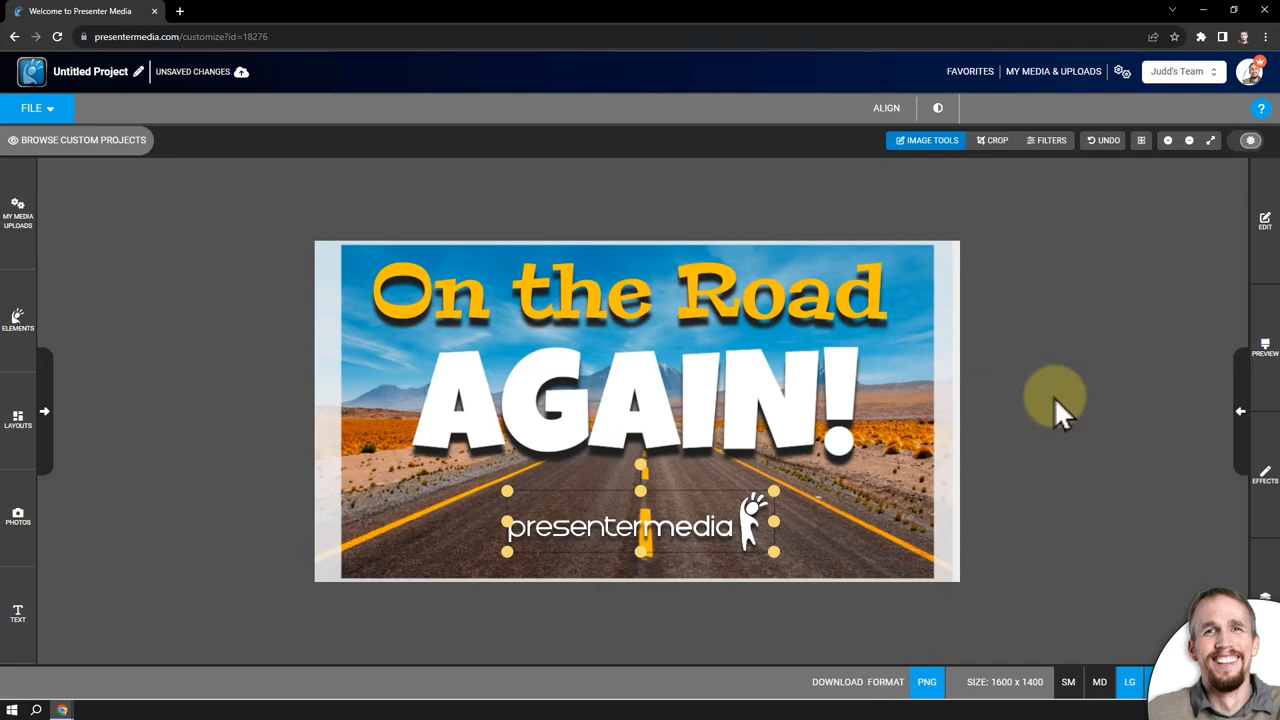 Welcome to Presenter Media
presentermedia.com/customize?id=18276
Untitled Project
UNSAVED CHANGES
FAVORITES
MY MEDIA & UPLOADS
Judd's Team
FILE
ALIGN
?
BROWSE CUSTOM PROJECTS
IMAGE TOOLS
CROP
FILTERS
UNDO
MY MEDIA
UPLOADS
EDIT
On the Road
ELEMENTS
PREVIEW
AGAIN!
LAYOUTS
EFFECTS
PHOTOS
presentermedia
T
TEXT
DOWNLOAD FORMAT
PNG
SIZE: 1600 x 1400
SM
MD
LG